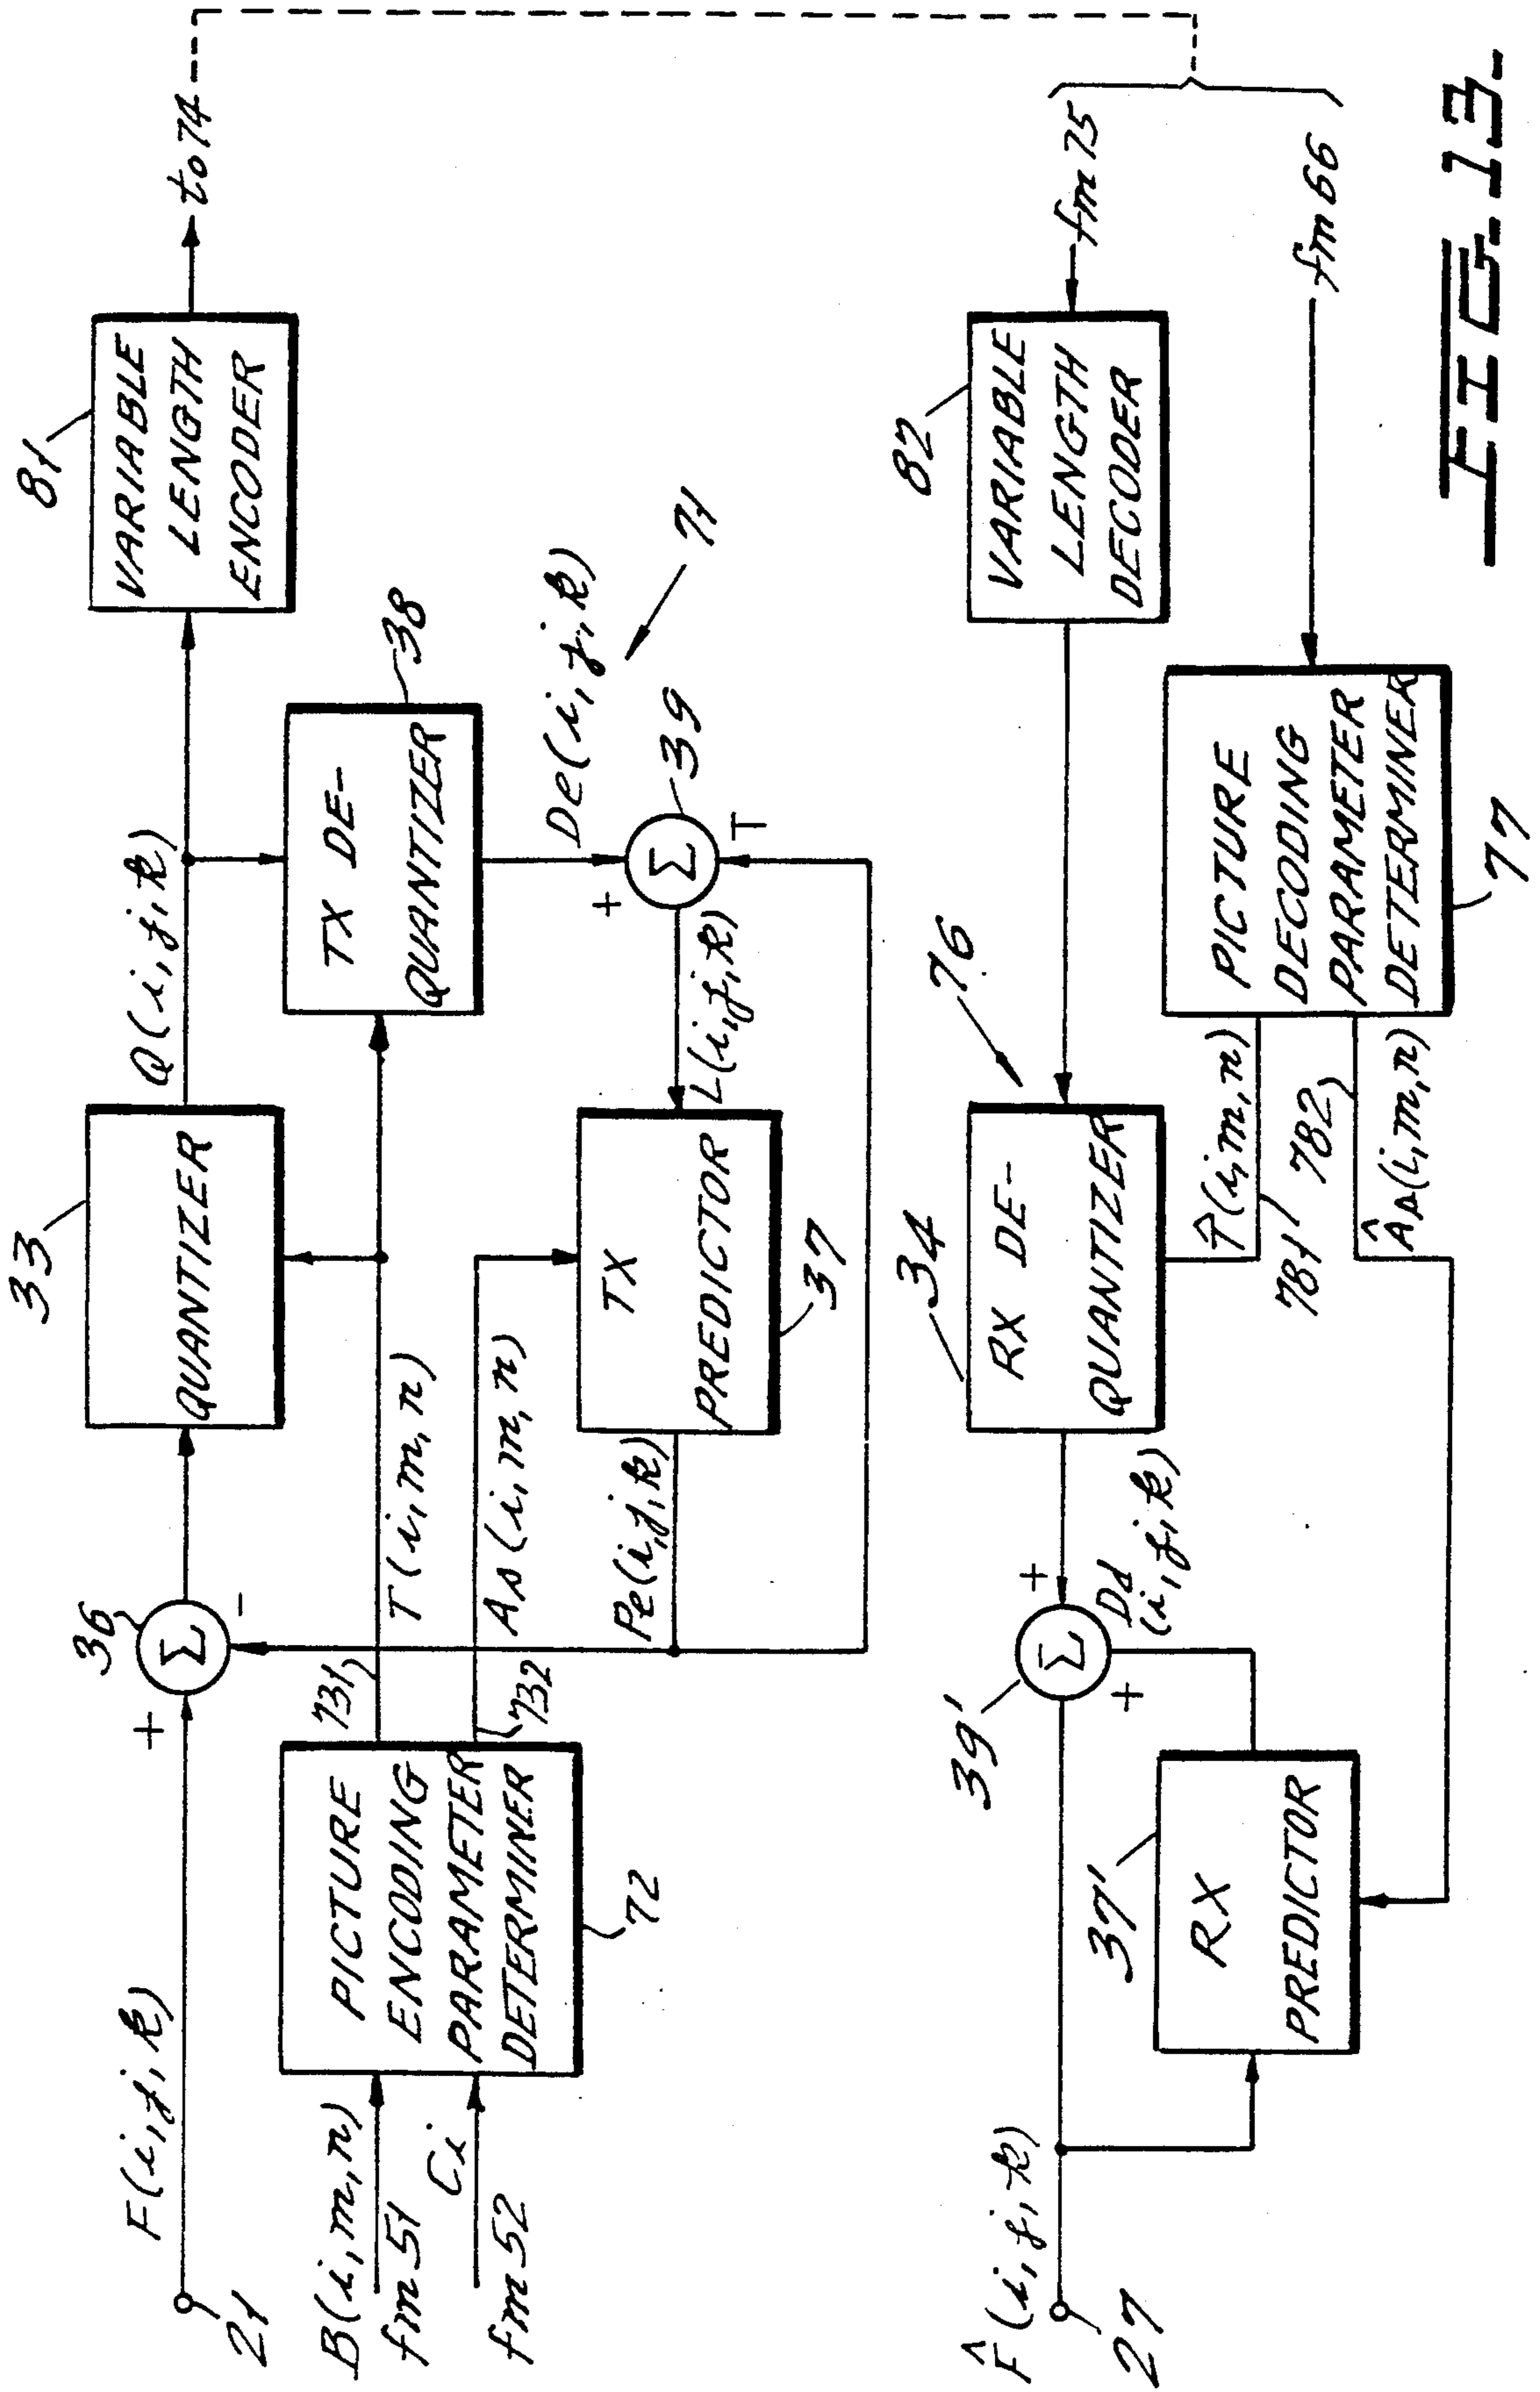 F(i,j,k)
21
+
36
Σ
-
33
QUANTIZER
Q(i,j,k)
81
VARIABLE
LENGTH
ENCODER
to 74
B(i,m,n)
fm 51
Ci
fm 52
PICTURE
ENCODING
PARAMETER
DETERMINER
72
731
T(i,m,n)
732
As(i,m,n)
TX DE-
QUANTIZER
38
De(i,j,k)
71
Pe(i,j,k)
TX
PREDICTOR
37
L(i,j,k)
+
Σ
39
+
F̂(i,j,k)
27
39'
Σ
+
+
Dd
(i,j,k)
34
RX DE-
QUANTIZER
76
82
VARIABLE
LENGTH
DECODER
fm 75
37'
RX
PREDICTOR
T̂(i,m,n)
781
782
Âs(i,m,n)
PICTURE
DECODING
PARAMETER
DETERMINER
77
fm 66
FIG.13.